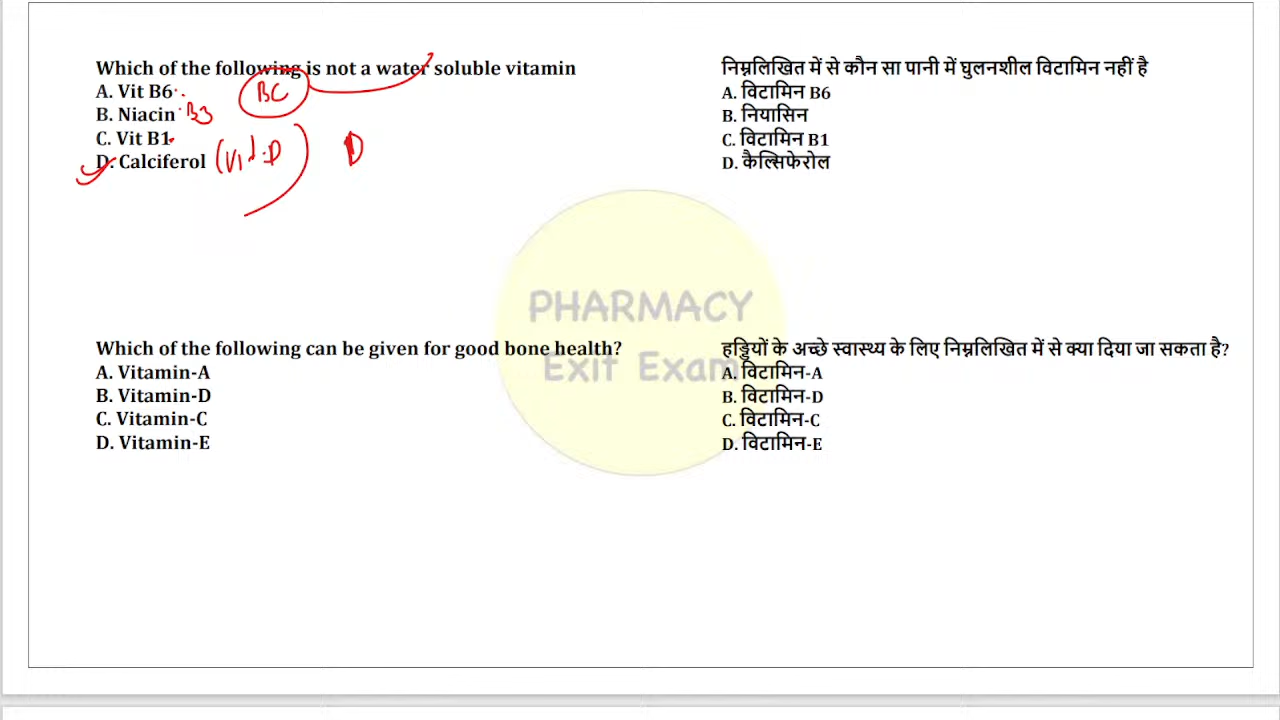 Which of the following is not a water soluble vitamin
A. Vit B6
B. Niacin B3
C. Vit B1
D. Calciferol (Vit-D) D
BC
निम्नलिखित में से कौन सा पानी में घुलनशील विटामिन नहीं है
A. विटामिन B6
B. नियासिन
C. विटामिन B1
D. कैल्सिफेरोल
PHARMACY
Exit Exam
Which of the following can be given for good bone health?
A. Vitamin-A
B. Vitamin-D
C. Vitamin-C
D. Vitamin-E
हड्डियों के अच्छे स्वास्थ्य के लिए निम्नलिखित में से क्या दिया जा सकता है?
A. विटामिन-A
B. विटामिन-D
C. विटामिन-C
D. विटामिन-E